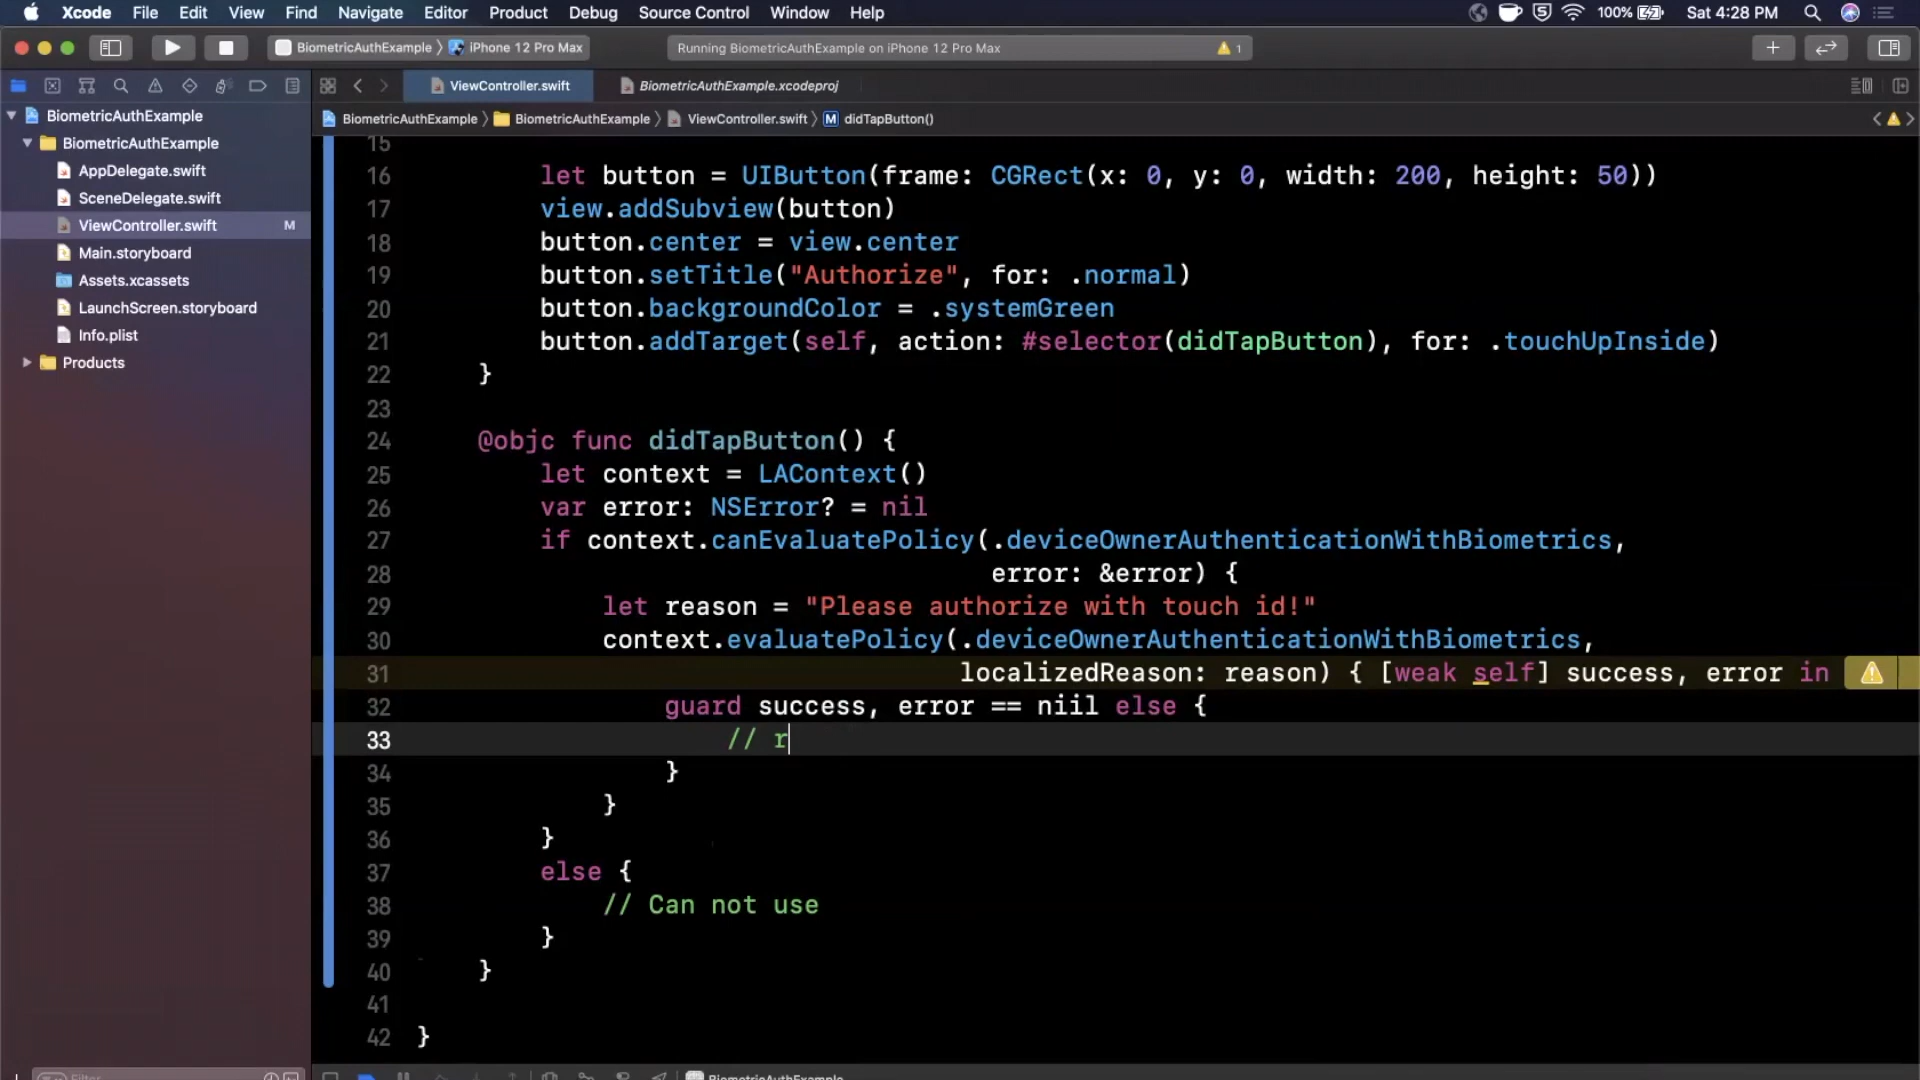 Xcode File Edit View Find Navigate Editor Product Debug Source Control Window Help 100% Sat 4:28 PM
BiometricAuthExample iPhone 12 Pro Max Running BiometricAuthExample on iPhone 12 Pro Max 1
ViewController.swift BiometricAuthExample.xcodeproj
BiometricAuthExample BiometricAuthExample ViewController.swift M didTapButton()
BiometricAuthExample
BiometricAuthExample
AppDelegate.swift
SceneDelegate.swift
ViewController.swift M
Main.storyboard
Assets.xcassets
LaunchScreen.storyboard
Info.plist
Products
15
16 let button = UIButton(frame: CGRect(x: 0, y: 0, width: 200, height: 50))
17 view.addSubview(button)
18 button.center = view.center
19 button.setTitle("Authorize", for: .normal)
20 button.backgroundColor = .systemGreen
21 button.addTarget(self, action: #selector(didTapButton), for: .touchUpInside)
22 }
23
24 @objc func didTapButton() {
25 let context = LAContext()
26 var error: NSError? = nil
27 if context.canEvaluatePolicy(.deviceOwnerAuthenticationWithBiometrics,
28 error: &error) {
29 let reason = "Please authorize with touch id!"
30 context.evaluatePolicy(.deviceOwnerAuthenticationWithBiometrics,
31 localizedReason: reason) { [weak self] success, error in
32 guard success, error == niil else {
33 // r
34 }
35 }
36 }
37 else {
38 // Can not use
39 }
40 }
41
42 }
Filter
BiometricAuthExample